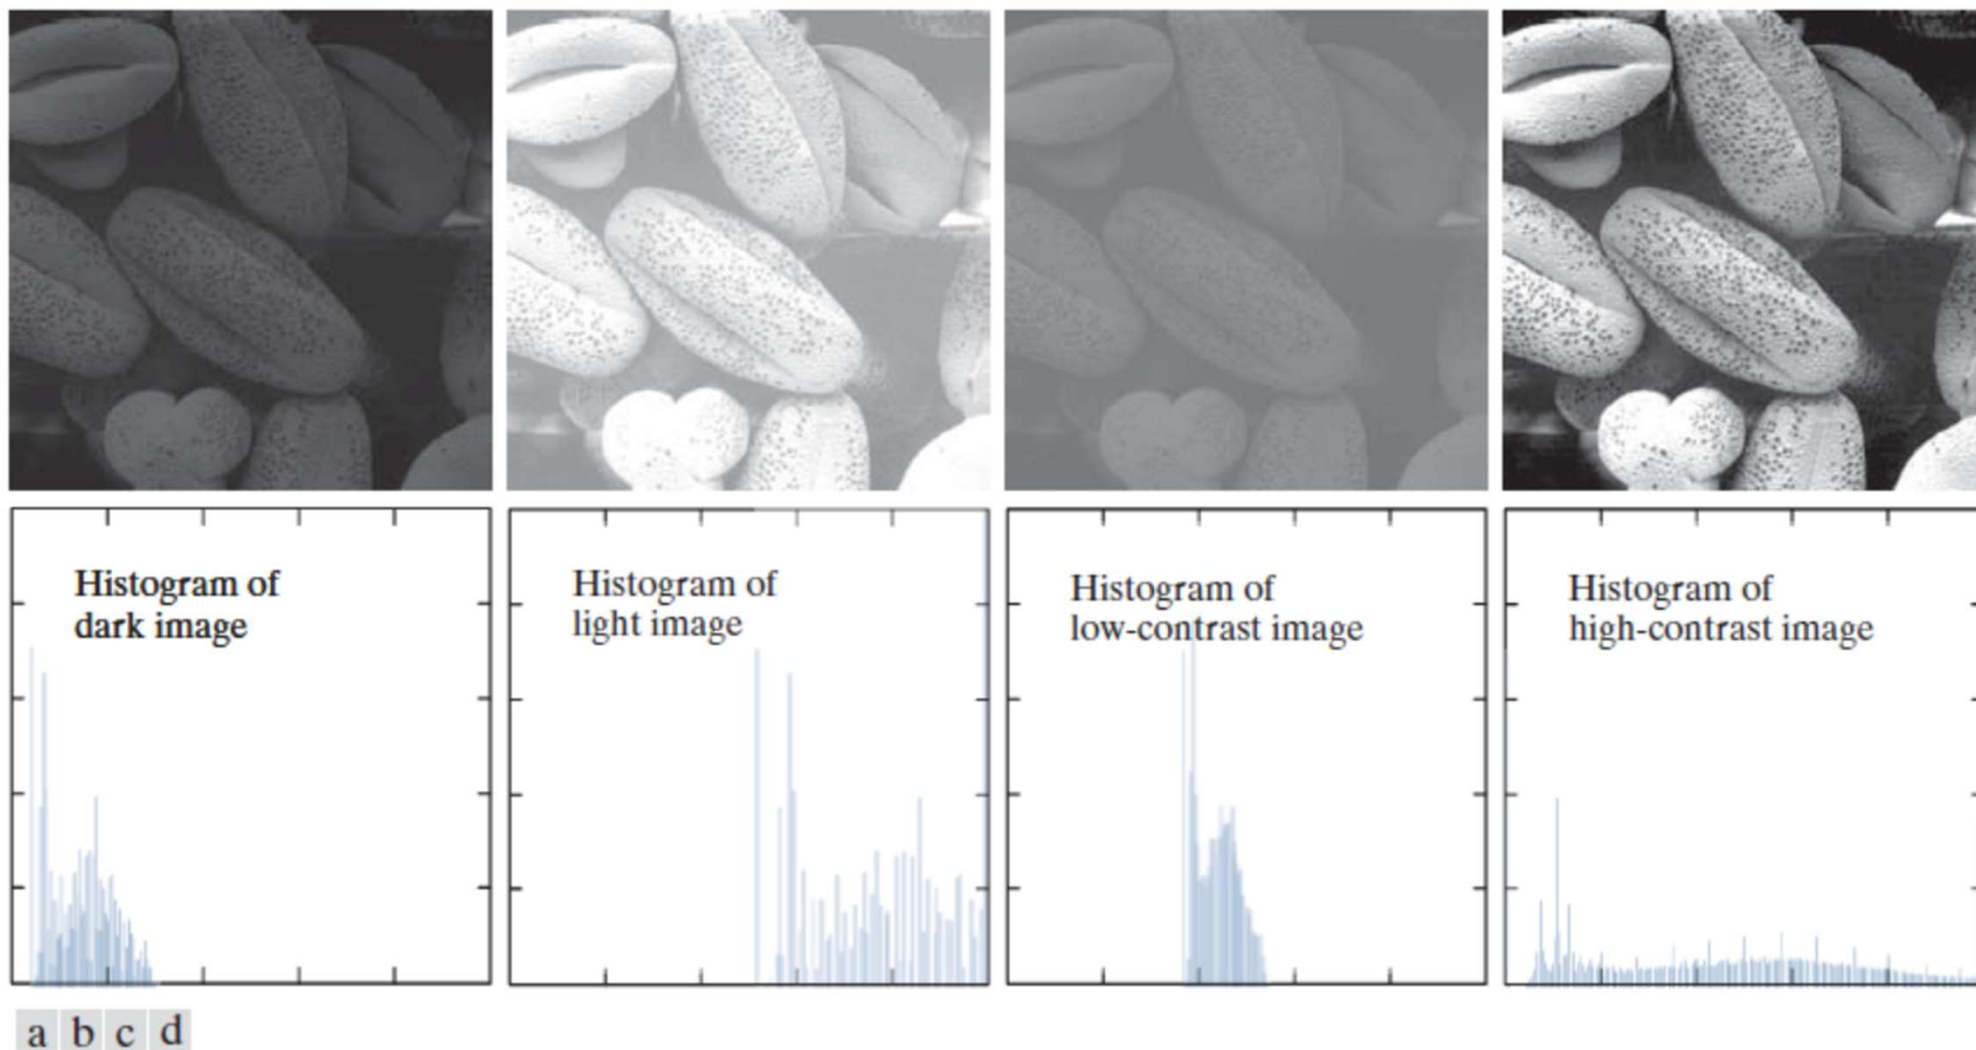 Histogram of
dark image
Histogram of
light image
Histogram of
low-contrast image
Histogram of
high-contrast image
a b c d